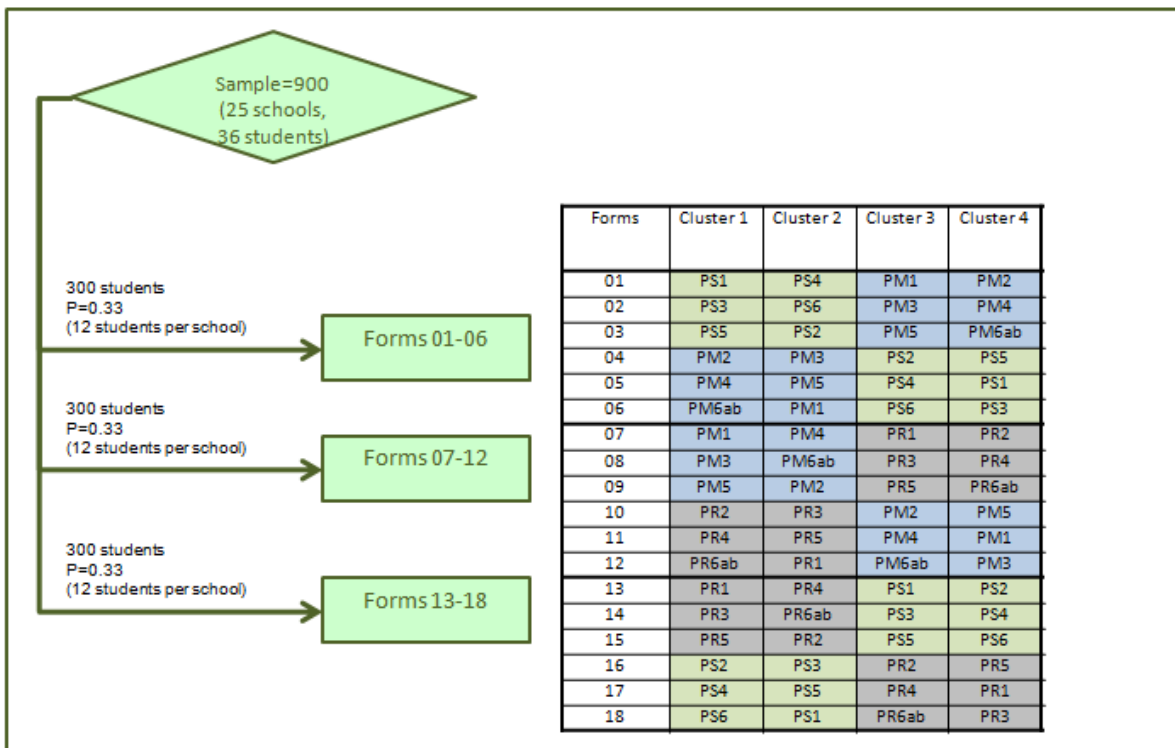 Sample=900
(25 schools,
36 students)
300 students
P=0.33
(12 students per school)
Forms 01-06
300 students
P=0.33
(12 students per school)
Forms 07-12
300 students
P=0.33
(12 students per school)
Forms 13-18
Forms Cluster 1 Cluster 2 Cluster 3 Cluster 4
01 PS1 PS4 PM1 PM2
02 PS3 PS6 PM3 PM4
03 PS5 PS2 PM5 PM6ab
04 PM2 PM3 PS2 PS5
05 PM4 PM5 PS4 PS1
06 PM6ab PM1 PS6 PS3
07 PM1 PM4 PR1 PR2
08 PM3 PM6ab PR3 PR4
09 PM5 PM2 PR5 PR6ab
10 PR2 PR3 PM2 PM5
11 PR4 PR5 PM4 PM1
12 PR6ab PR1 PM6ab PM3
13 PR1 PR4 PS1 PS2
14 PR3 PR6ab PS3 PS4
15 PR5 PR2 PS5 PS6
16 PS2 PS3 PR2 PR5
17 PS4 PS5 PR4 PR1
18 PS6 PS1 PR6ab PR3